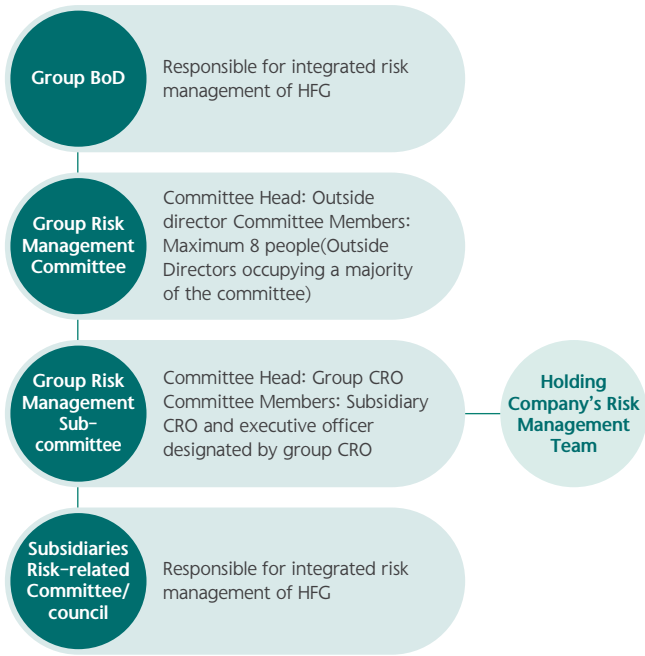 Group BoD
Responsible for integrated risk
management of HFG
Group Risk
Management
Committee
Committee Head: Outside
director Committee Members:
Maximum 8 people(Outside
Directors occupying a majority
of the committee)
Group Risk
Management
Sub-
committee
Committee Head: Group CRO
Committee Members: Subsidiary
CRO and executive officer
designated by group CRO
Holding
Company's Risk
Management
Team
Subsidiaries
Risk-related
Committee/
council
Responsible for integrated risk
management of HFG